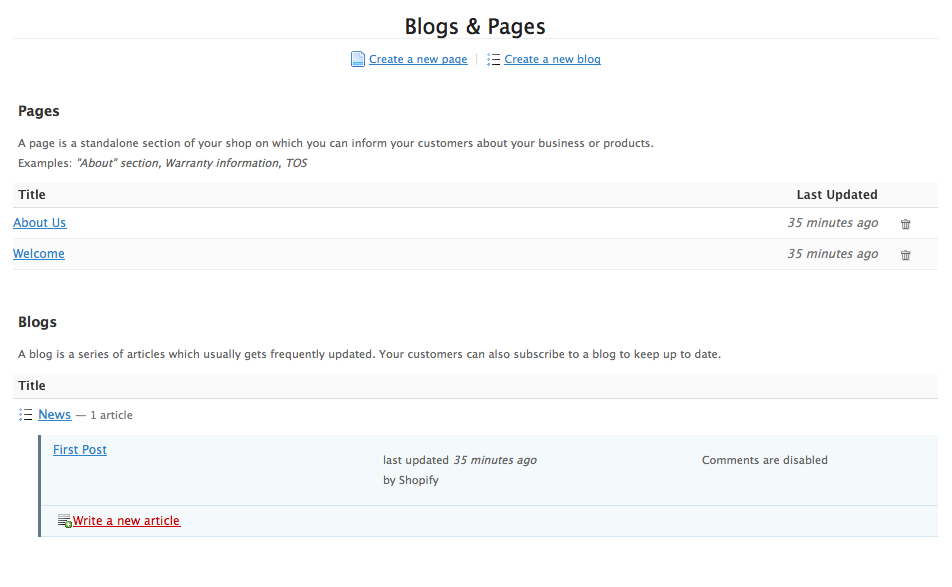 Blogs & Pages
Create a new page | Create a new blog
Pages
A page is a standalone section of your shop on which you can inform your customers about your business or products.
Examples: "About" section, Warranty information, TOS
Title Last Updated
About Us 35 minutes ago
Welcome 35 minutes ago
Blogs
A blog is a series of articles which usually gets frequently updated. Your customers can also subscribe to a blog to keep up to date.
Title
News — 1 article
First Post
last updated 35 minutes ago Comments are disabled
by Shopify
Write a new article